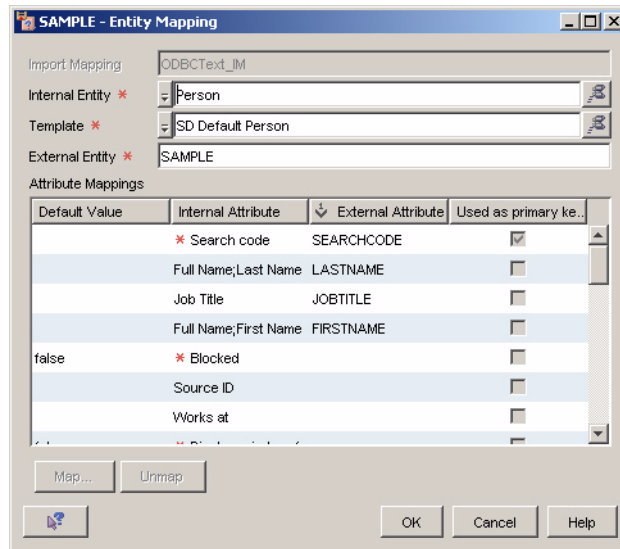 SAMPLE - Entity Mapping
Import Mapping ODBCText_IM
Internal Entity * Person
Template * SD Default Person
External Entity * SAMPLE
Attribute Mappings
Default Value Internal Attribute External Attribute Used as primary ke...
* Search code SEARCHCODE
Full Name;Last Name LASTNAME
Job Title JOBTITLE
Full Name;First Name FIRSTNAME
false * Blocked
Source ID
Works at
Map... Unmap
OK Cancel Help